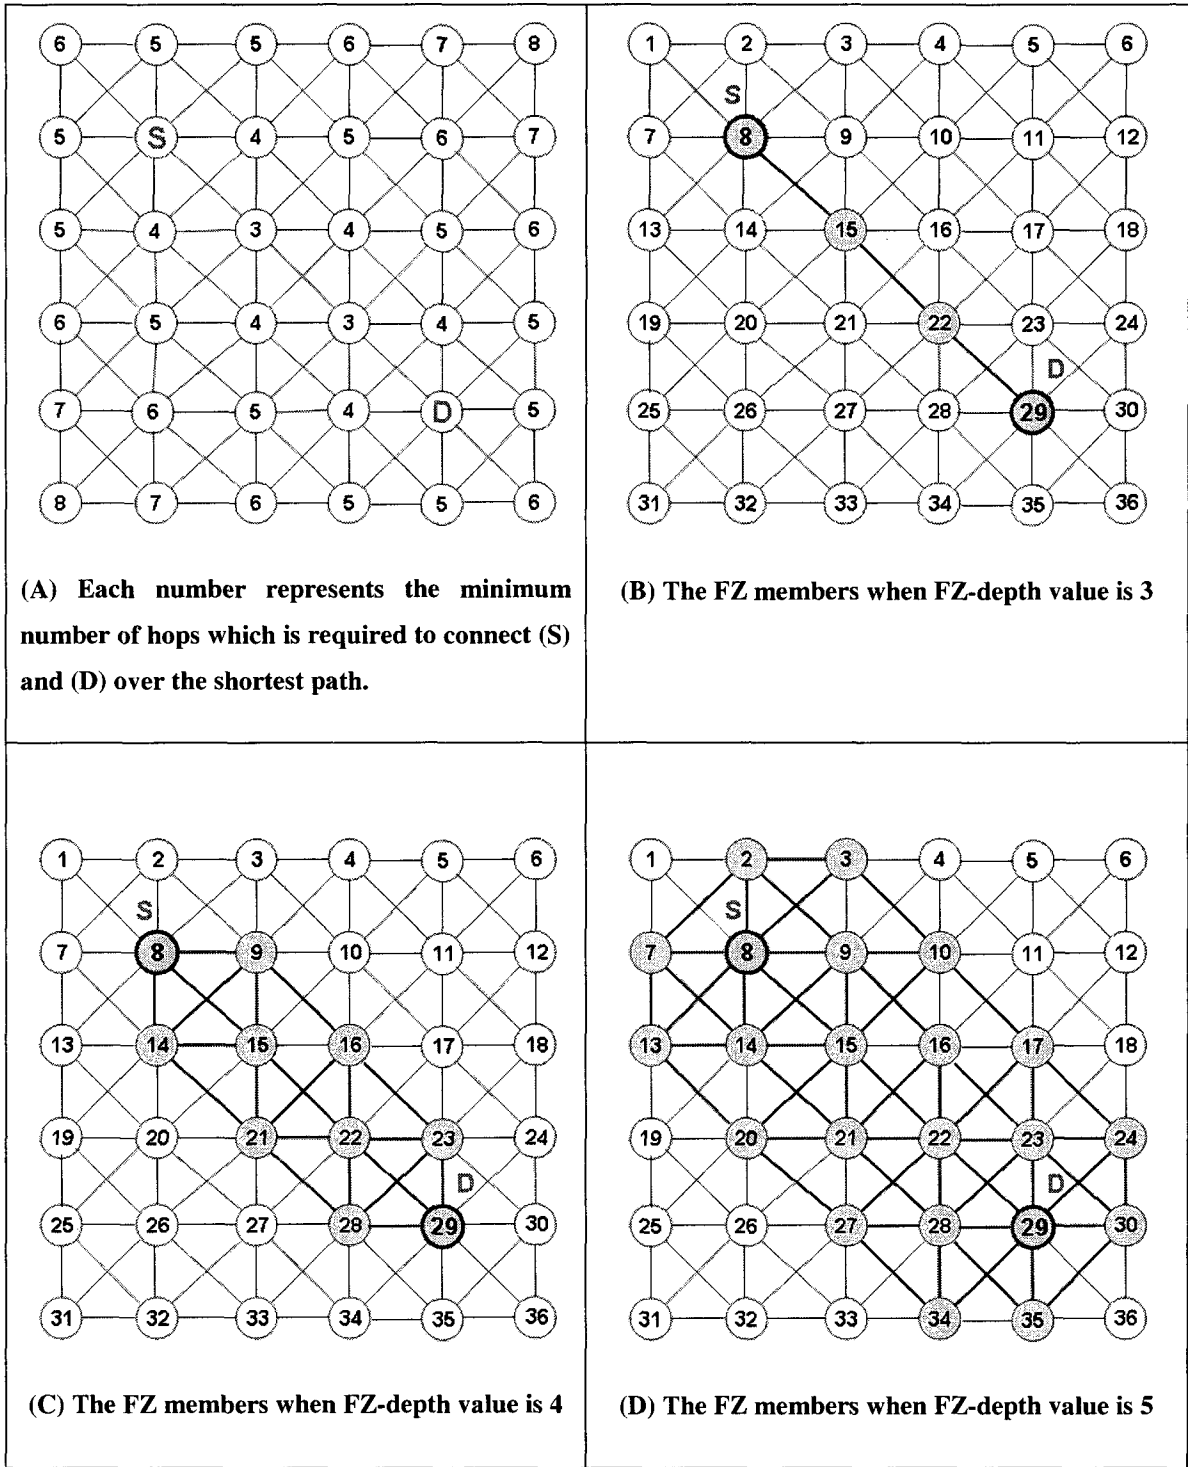 6 5 5 6 7 8
5 S 4 5 6 7
5 4 3 4 5 6
6 5 4 3 4 5
7 6 5 4 D 5
8 7 6 5 5 6
(A) Each number represents the minimum
number of hops which is required to connect (S)
and (D) over the shortest path.
1 2 3 4 5 6
S
7 8 9 10 11 12
13 14 15 16 17 18
19 20 21 22 23 24
D
25 26 27 28 29 30
31 32 33 34 35 36
(B) The FZ members when FZ-depth value is 3
1 2 3 4 5 6
S
7 8 9 10 11 12
13 14 15 16 17 18
19 20 21 22 23 24
D
25 26 27 28 29 30
31 32 33 34 35 36
(C) The FZ members when FZ-depth value is 4
1 2 3 4 5 6
S
7 8 9 10 11 12
13 14 15 16 17 18
19 20 21 22 23 24
D
25 26 27 28 29 30
31 32 33 34 35 36
(D) The FZ members when FZ-depth value is 5